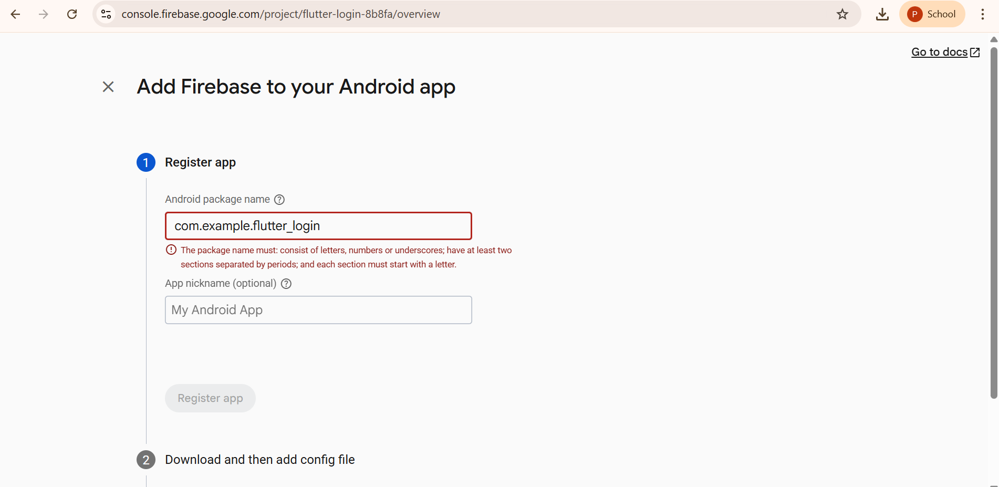 console.firebase.google.com/project/flutter-login-8b8fa/overview
P School
Go to docs
Add Firebase to your Android app
1 Register app
Android package name ?
com.example.flutter_login
The package name must: consist of letters, numbers or underscores; have at least two
sections separated by periods; and each section must start with a letter.
App nickname (optional) ?
My Android App
Register app
2 Download and then add config file